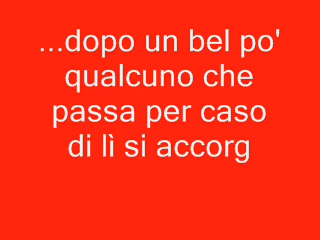 ...dopo un bel po'
qualcuno che
passa per caso
di lì si accorg